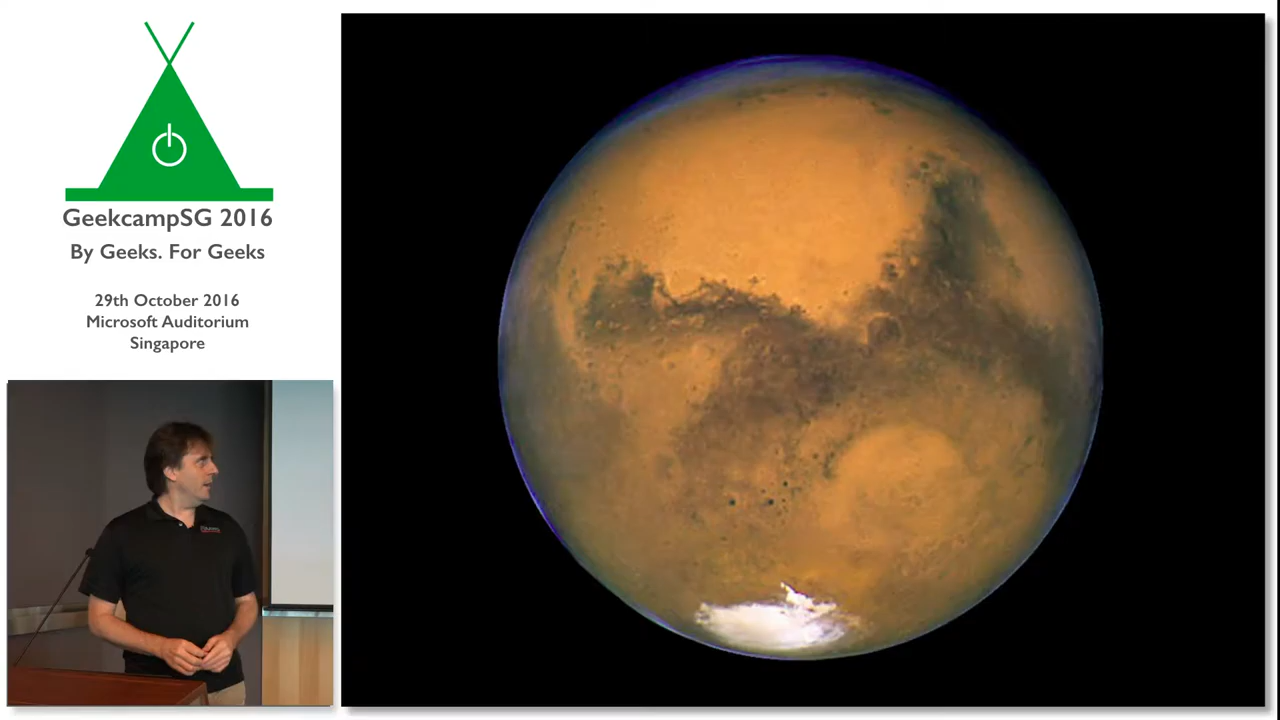 GeekcampSG 2016
By Geeks. For Geeks
29th October 2016
Microsoft Auditorium
Singapore